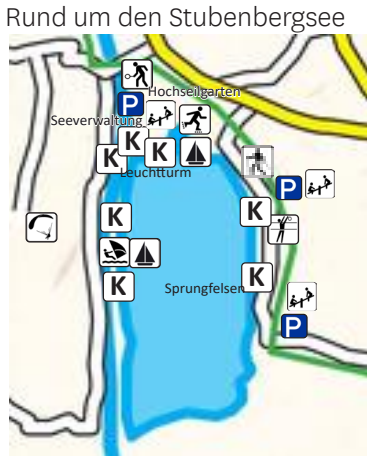 Rund um den Stubenbergsee
Hochseilgarten
P
Seeverwaltung
K
K
K
Leuchtturm
P
K
K
K
Sprungfelsen
K
P